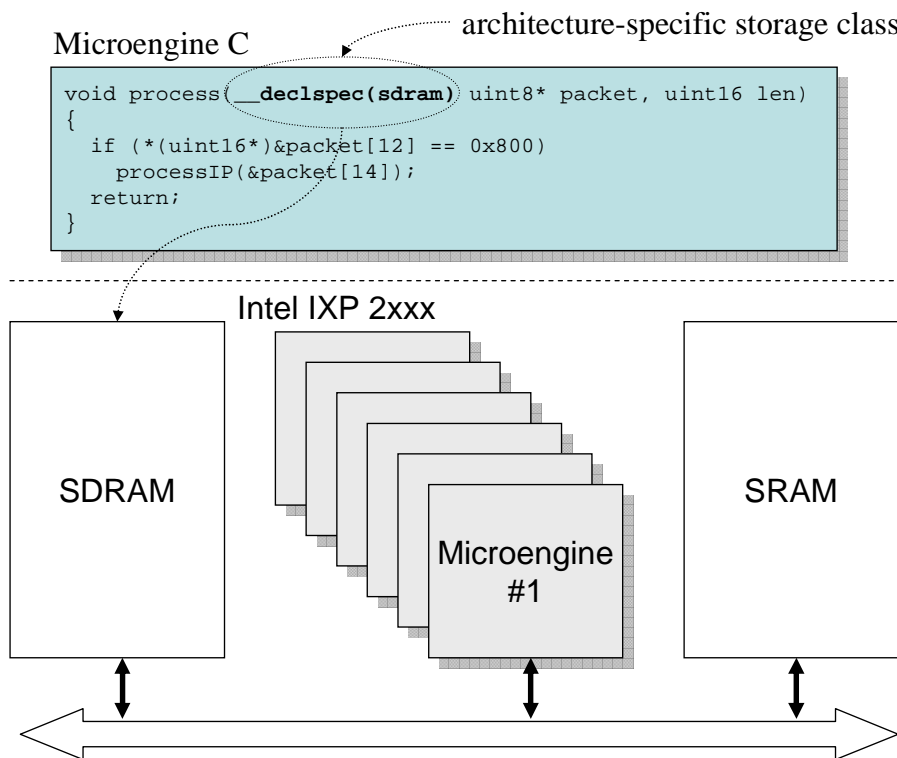 architecture-specific storage class
Microengine C
void process(__declspec(sdram) uint8* packet, uint16 len)
{
if (*(uint16*)&packet[12] == 0x800)
processIP(&packet[14]);
return;
}
Intel IXP 2xxx
SDRAM
Microengine
#1
SRAM